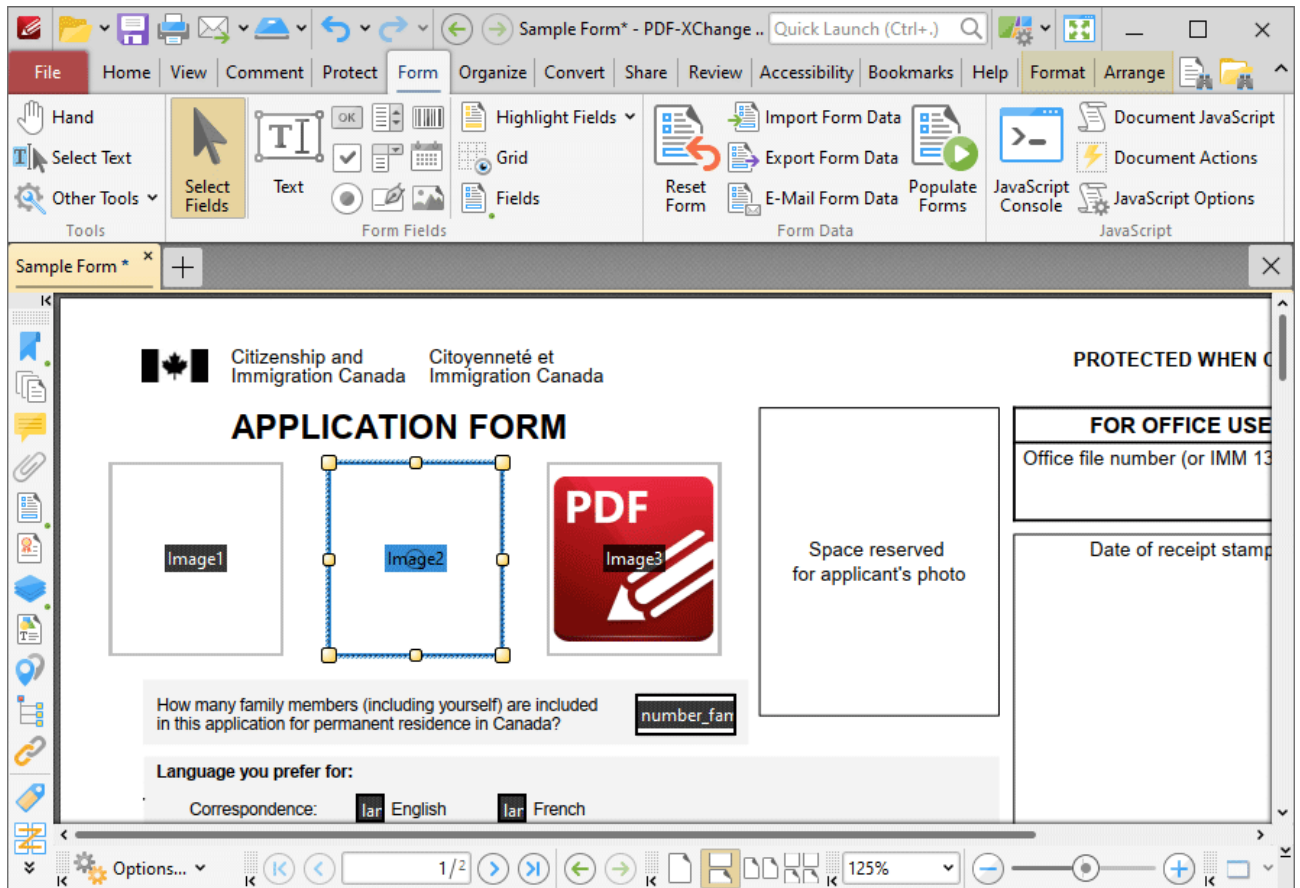 Sample Form* - PDF-XChange ..
Quick Launch (Ctrl+.)
File Home View Comment Protect Form Organize Convert Share Review Accessibility Bookmarks Help Format Arrange
Hand
Select Text
Other Tools
Tools
Select Fields
Text
OK
Highlight Fields
Grid
Fields
Form Fields
Reset Form
Import Form Data
Export Form Data
E-Mail Form Data
Populate Forms
Form Data
JavaScript Console
Document JavaScript
Document Actions
JavaScript Options
JavaScript
Sample Form *
Citizenship and Citoyenneté et
Immigration Canada Immigration Canada
PROTECTED WHEN C
APPLICATION FORM
FOR OFFICE USE
Office file number (or IMM 13
Image1
Image2
PDF
Image3
Space reserved
for applicant's photo
Date of receipt stamp
How many family members (including yourself) are included
in this application for permanent residence in Canada?
number_fam
Language you prefer for:
Correspondence: lar English lar French
Options... 1/2 125%